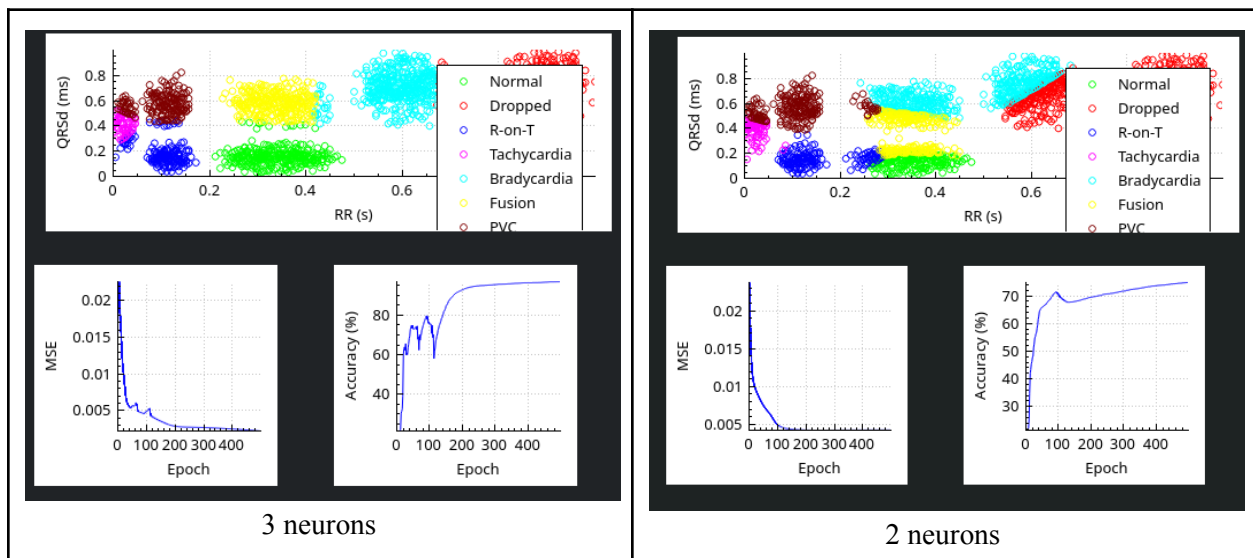 QRSd (ms)
0.8
0.6
0.4
0.2
0
0
0.2
0.4
0.6
RR (s)
Normal
Dropped
R-on-T
Tachycardia
Bradycardia
Fusion
PVC
MSE
0.02
0.015
0.01
0.005
0 100 200 300 400
Epoch
Accuracy (%)
80
60
40
0 100 200 300 400
Epoch
3 neurons
QRSd (ms)
0.8
0.6
0.4
0.2
0
0
0.2
0.4
0.6
RR (s)
Normal
Dropped
R-on-T
Tachycardia
Bradycardia
Fusion
PVC
MSE
0.02
0.015
0.01
0.005
0 100 200 300 400
Epoch
Accuracy (%)
70
60
50
40
30
0 100 200 300 400
Epoch
2 neurons